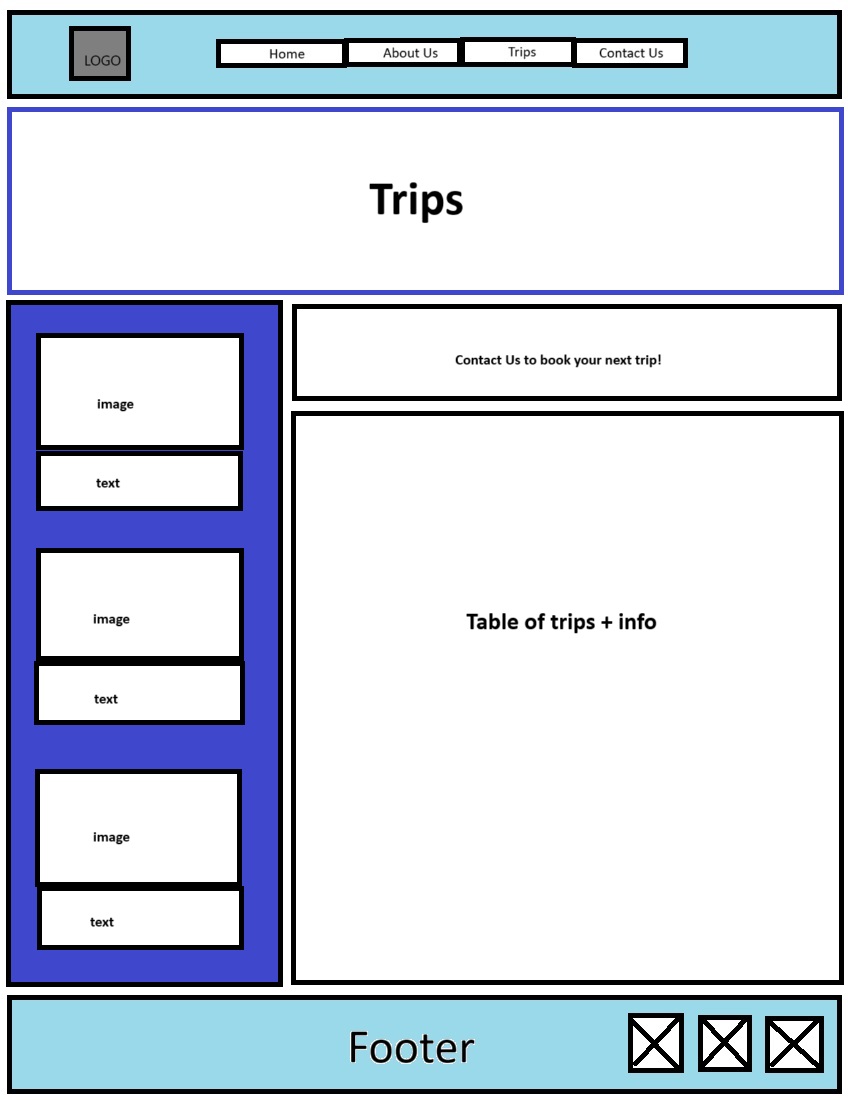 LOGO
Home
About Us
Trips
Contact Us
Trips
image
text
image
text
image
text
Contact Us to book your next trip!
Table of trips + info
Footer